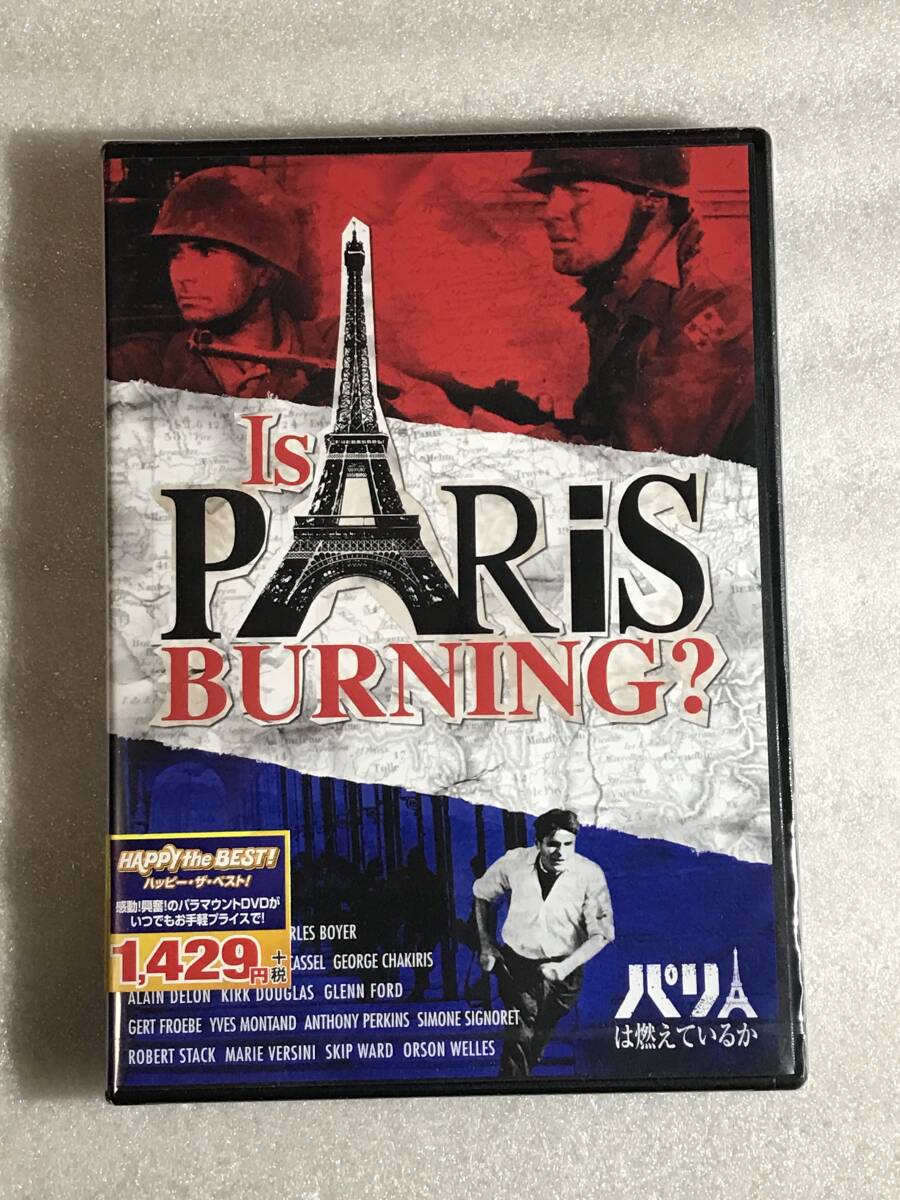 Is
PARiS
BURNING?
HAPPY the BEST!
ハッピー・ザ・ベスト!
感動!興奮!のパラマウントDVDが
いつでもお手軽プライスで!
1,429円+税
RLES BOYER
CASSEL GEORGE CHAKIRIS
ALAIN DELON KIRK DOUGLAS GLENN FORD
GERT FROEBE YVES MONTAND ANTHONY PERKINS SIMONE SIGNORET
ROBERT STACK MARIE VERSINI SKIP WARD ORSON WELLES
パリ
は燃えているか